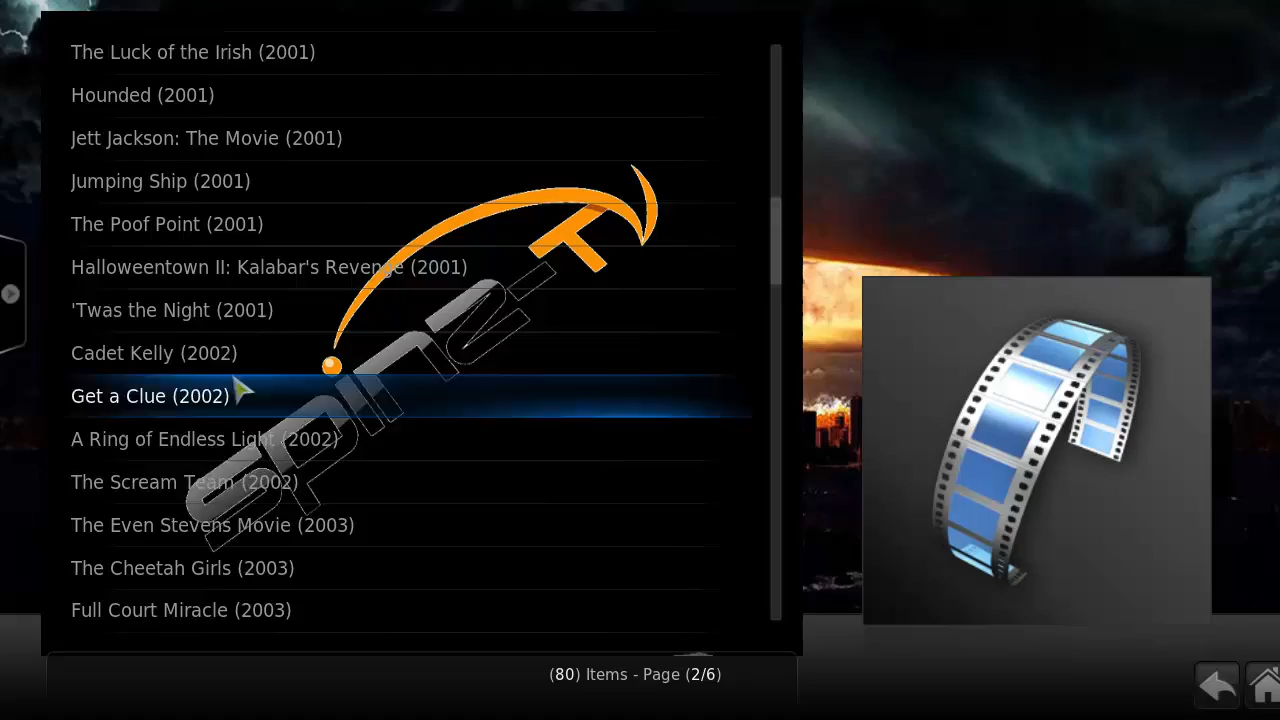 The Luck of the Irish (2001)
Hounded (2001)
Jett Jackson: The Movie (2001)
Jumping Ship (2001)
The Poof Point (2001)
Halloweentown II: Kalabar's Revenge (2001)
'Twas the Night (2001)
Cadet Kelly (2002)
Get a Clue (2002)
A Ring of Endless Light (2002)
The Scream Team (2002)
The Even Stevens Movie (2003)
The Cheetah Girls (2003)
Full Court Miracle (2003)
SPinz-T
(80) Items - Page (2/6)